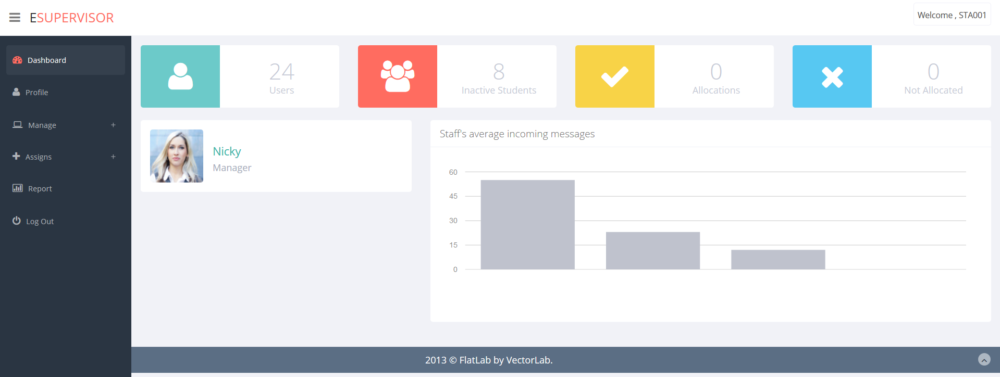 ESUPERVISOR
Welcome , STA001
Dashboard
Profile
Manage +
Assigns +
Report
Log Out
24
Users
8
Inactive Students
0
Allocations
0
Not Allocated
Nicky
Manager
Staff's average incoming messages
60
45
30
15
0
2013 © FlatLab by VectorLab.